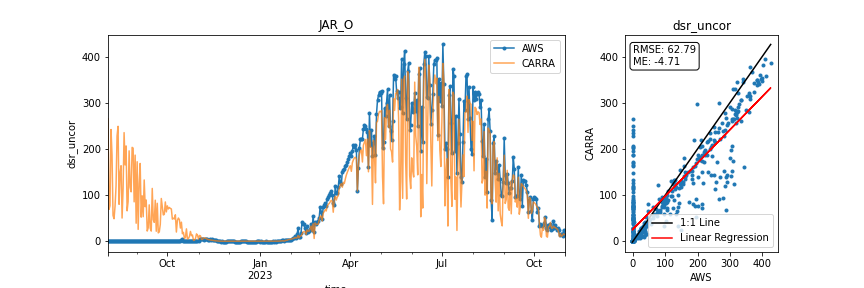 JAR_O
dsr_uncor
400
300
200
100
0
AWS
CARRA
Oct
Jan
2023
Apr
Jul
Oct
time
dsr_uncor
CARRA
400
300
200
100
0
RMSE: 62.79
ME: -4.71
1:1 Line
Linear Regression
0
100
200
300
400
AWS